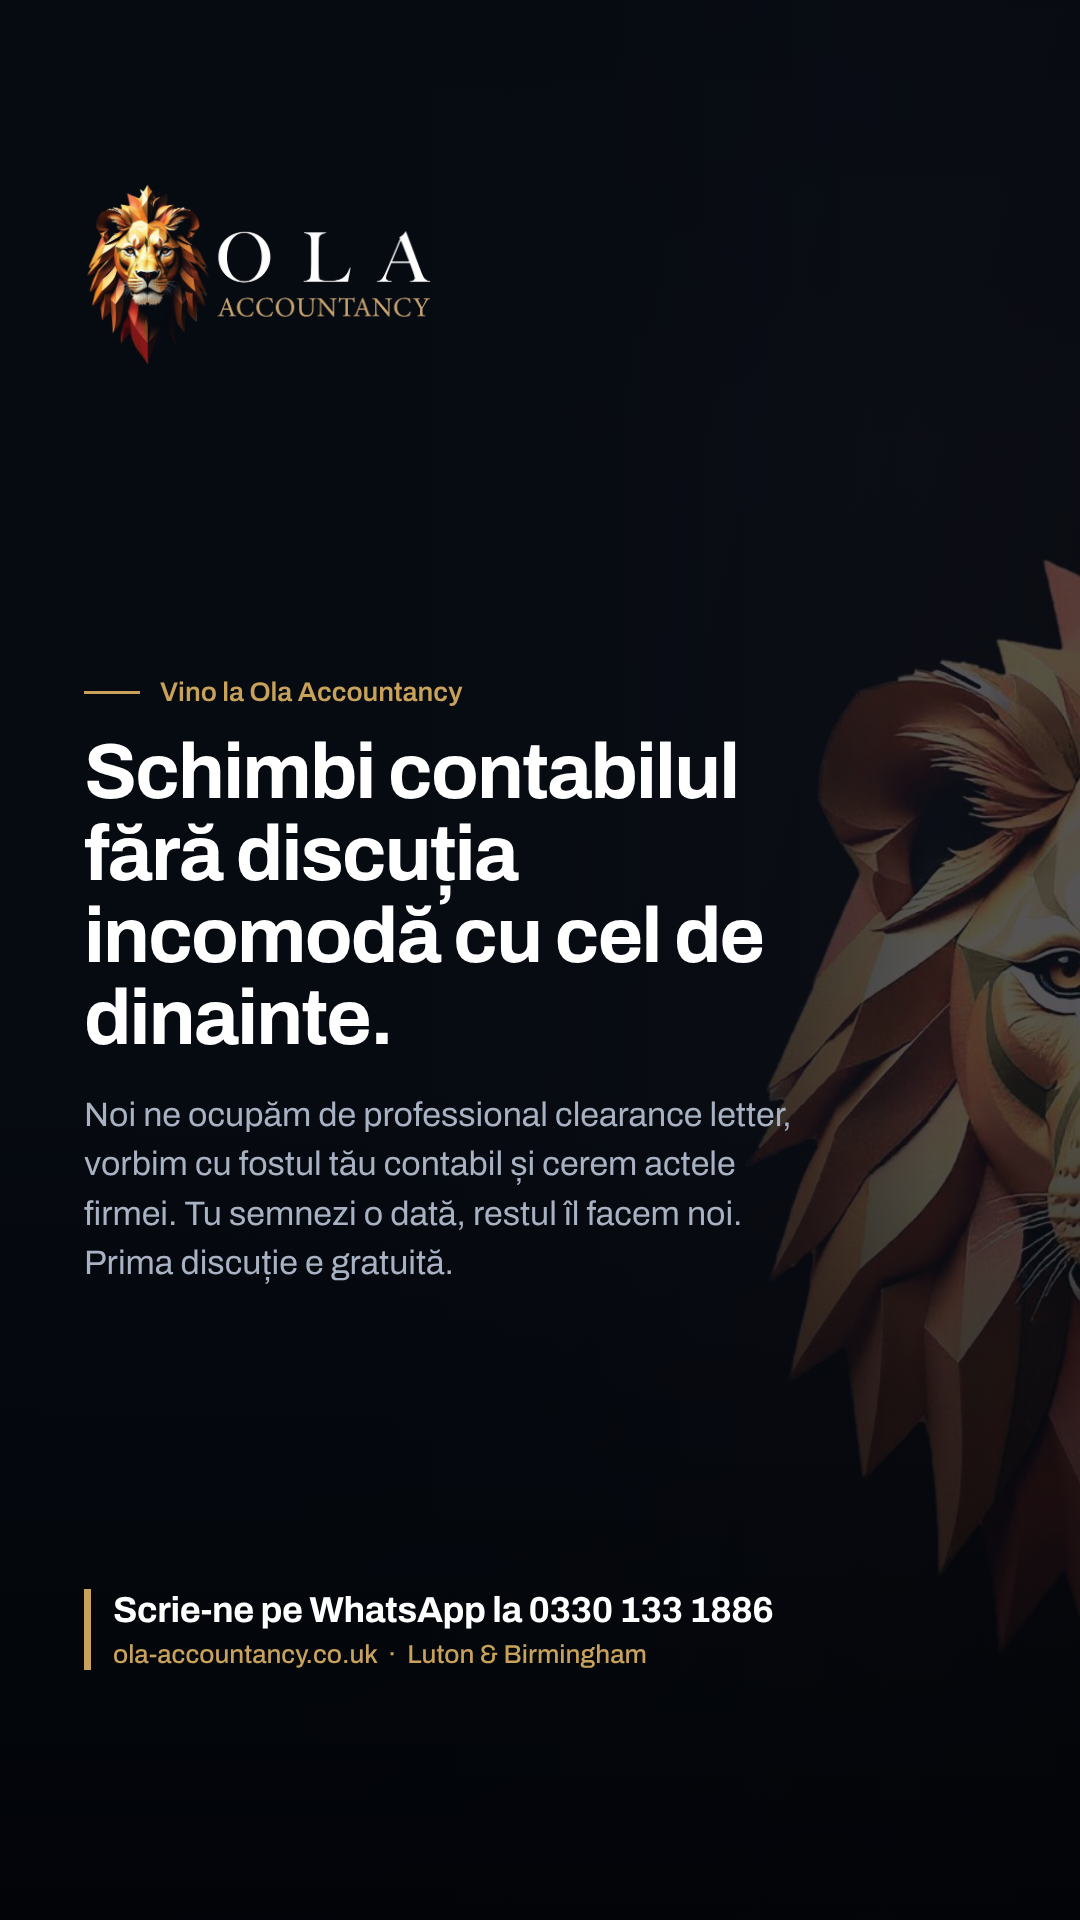 OLA
ACCOUNTANCY
Vino la Ola Accountancy
Schimbi contabilul
fără discuția
incomodă cu cel de
dinainte.
Noi ne ocupăm de professional clearance letter,
vorbim cu fostul tău contabil și cerem actele
firmei. Tu semnezi o dată, restul îl facem noi.
Prima discuție e gratuită.
Scrie-ne pe WhatsApp la 0330 133 1886
ola-accountancy.co.uk · Luton & Birmingham